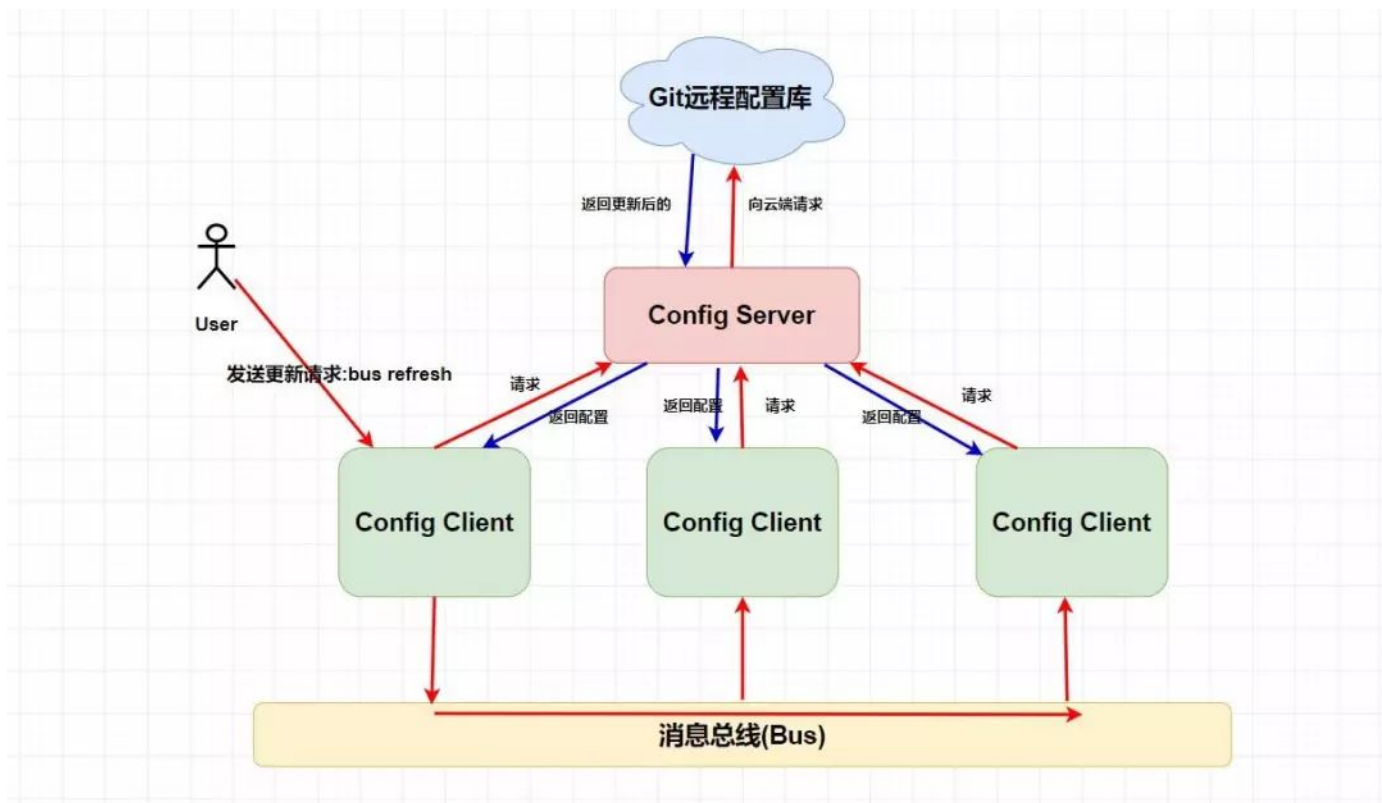 Git远程配置库
返回更新后的
向云端请求
User
Config Server
发送更新请求:bus refresh
请求
返回配置
返回配置
请求
返回配置
请求
Config Client
Config Client
Config Client
消息总线(Bus)